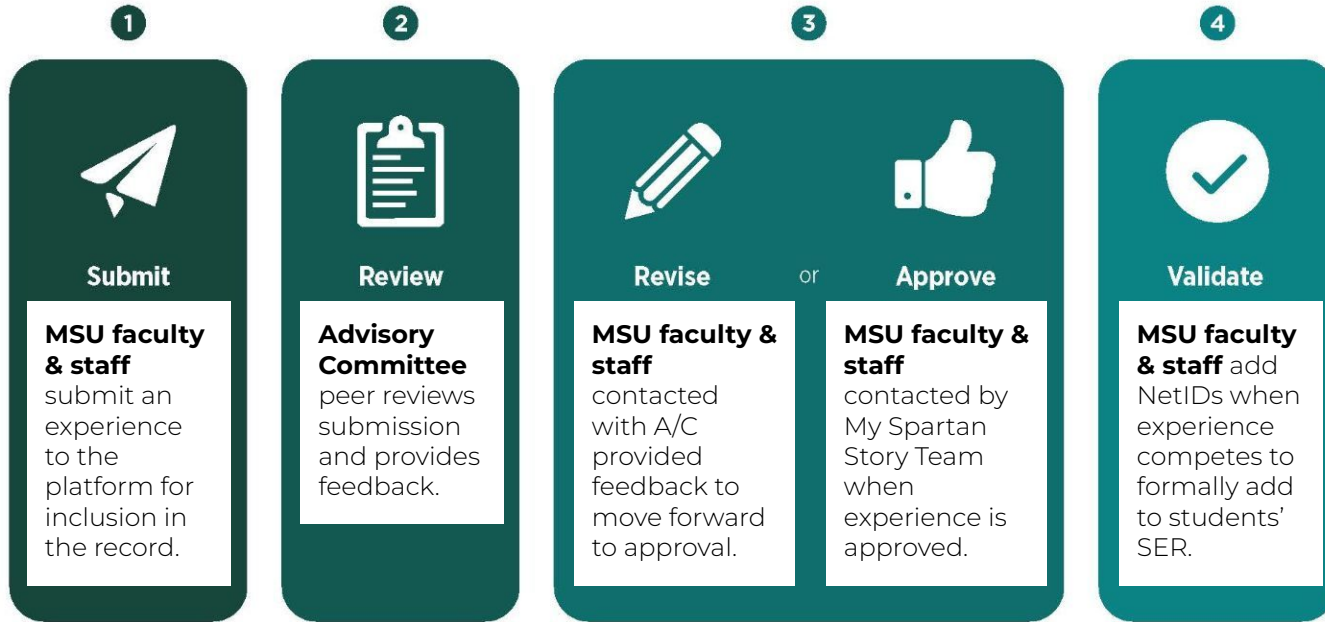 1
2
3
4
Submit
MSU faculty
& staff
submit an
experience
to the
platform for
inclusion in
the record.
Review
Advisory
Committee
peer reviews
submission
and provides
feedback.
Revise
MSU faculty &
staff
contacted
with A/C
provided
feedback to
move forward
to approval.
or
Approve
MSU faculty &
staff
contacted by
My Spartan
Story Team
when
experience is
approved.
Validate
MSU faculty
& staff add
NetIDs when
experience
competes to
formally add
to students’
SER.